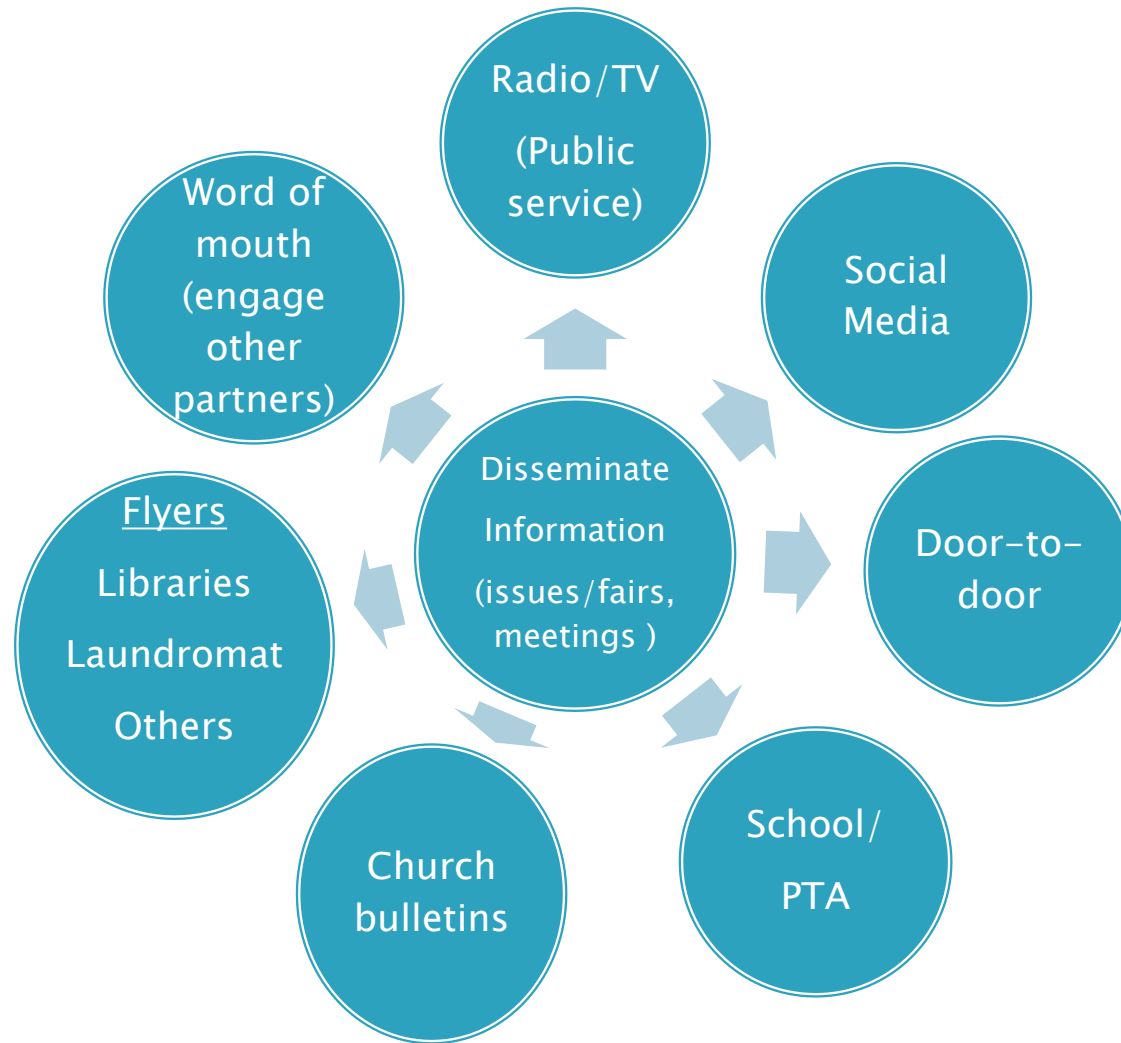 Radio/TV
(Public
service)
Social
Media
Door-to-
door
School/
PTA
Church
bulletins
Flyers
Libraries
Laundromat
Others
Word of
mouth
(engage
other
partners)
Disseminate
Information
(issues/fairs,
meetings )